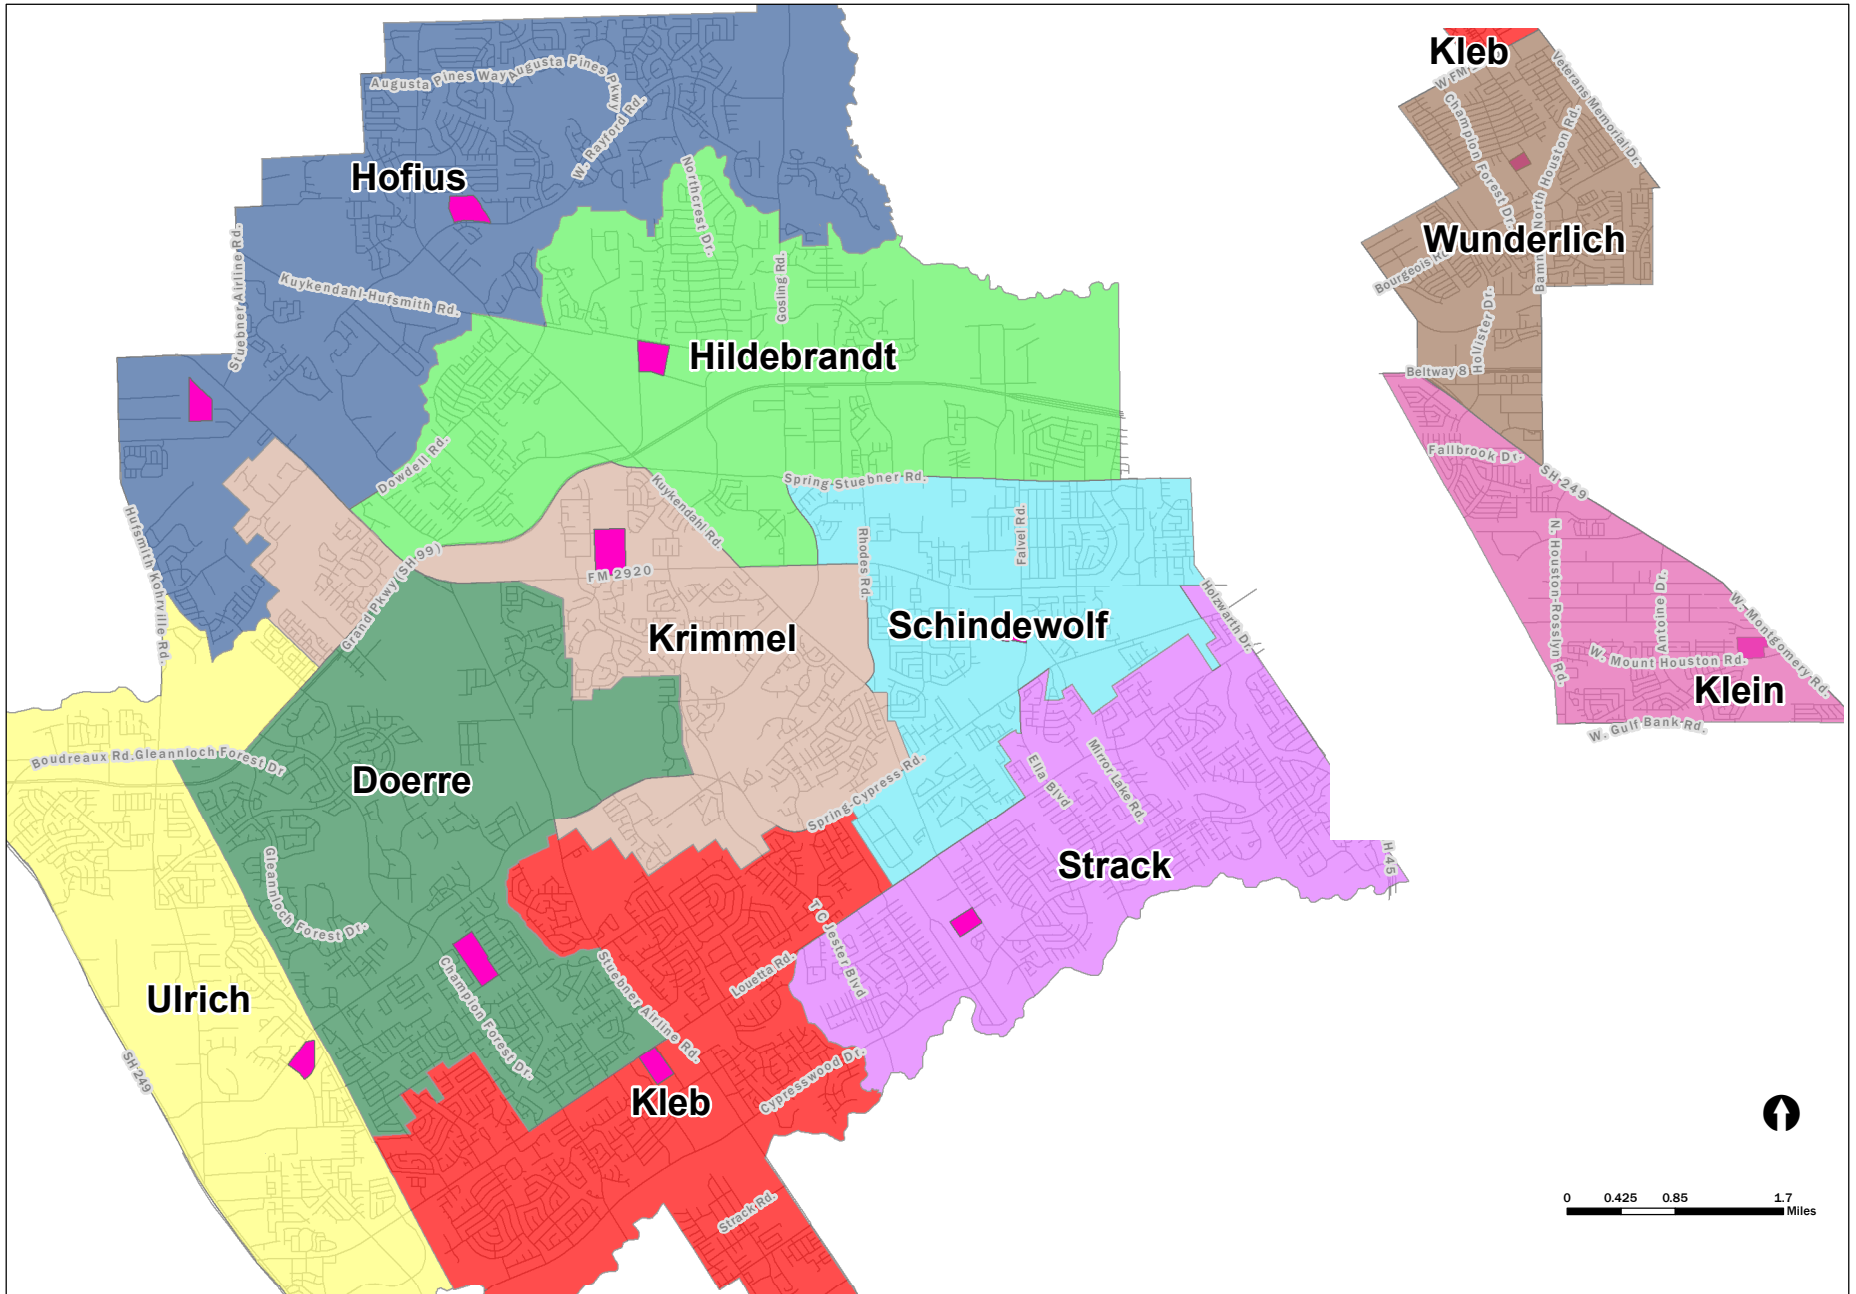 Kleb
W FM
Veterans Memorial Dr.
Augusta Pines Way
Augusta Pines Pkwy
W. Rayford Rd.
Champion Forest Dr.
Bammel North Houston Rd.
Hofius
Northcrest Dr.
Wunderlich
Stuebner Airline Rd.
Kuykendahl-Hufsmith Rd.
Gosling Rd.
Bourgeois Rd.
Hollister Dr.
Hildebrandt
Beltway 8
Dowdell Rd.
Fallbrook Dr.
Spring-Stuebner Rd.
SH 249
Kuykendahl Rd.
Hufsmith Kohrville Rd.
Grand Pkwy (SH 99)
FM 2920
Rhodes Rd.
Falvel Rd.
Holzwarth Dr.
N. Houston-Rosslyn Rd.
Antoine Dr.
W. Montgomery Rd.
Schindewolf
Krimmel
W. Mount Houston Rd.
Klein
W. Gulf Bank Rd.
Boudreaux Rd.
Gleannloch Forest Dr
Doerre
Spring-Cypress Rd.
Ella Blvd
Mirror Lake Rd.
Strack
H 45
Gleannloch Forest Dr.
T C Jester Blvd
Louetta Rd.
Stuebner Airline Rd.
Champion Forest Dr.
Ulrich
SH 249
Kleb
Cypresswood Dr.
Strack Rd.
0 0.425 0.85 1.7
Miles